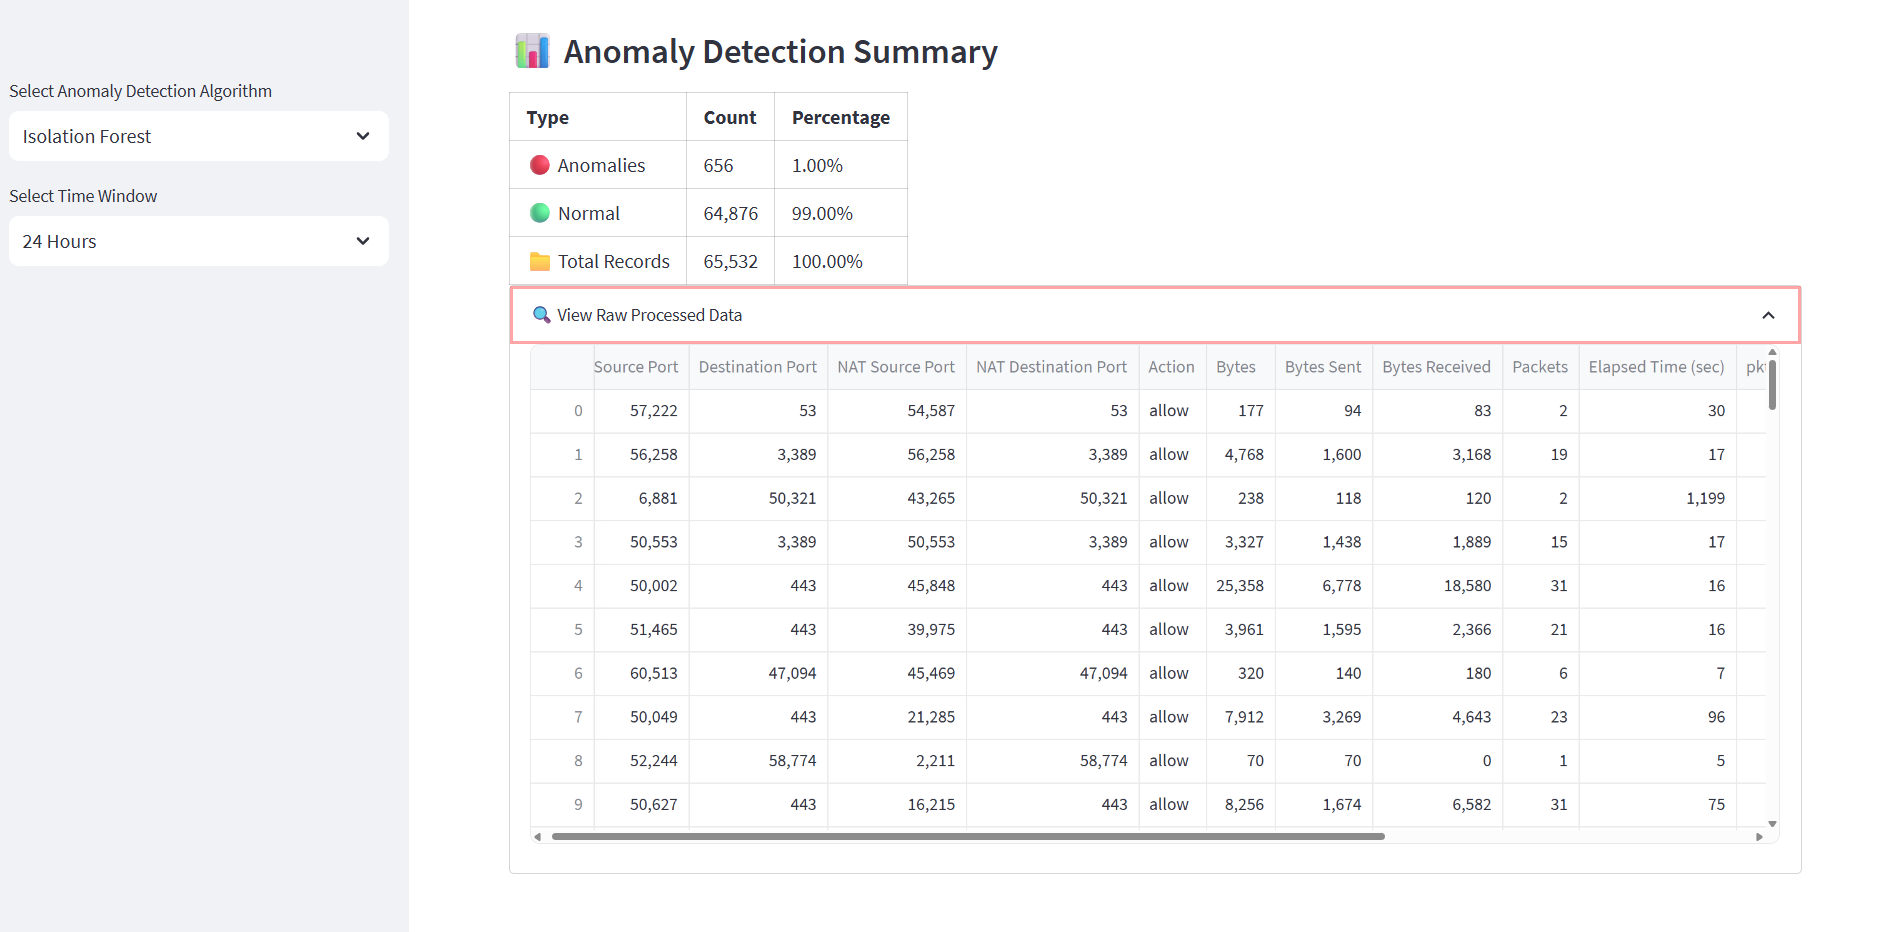 Select Anomaly Detection Algorithm
Isolation Forest
Select Time Window
24 Hours
Anomaly Detection Summary
Type Count Percentage
Anomalies 656 1.00%
Normal 64,876 99.00%
Total Records 65,532 100.00%
View Raw Processed Data
Source Port Destination Port NAT Source Port NAT Destination Port Action Bytes Bytes Sent Bytes Received Packets Elapsed Time (sec)
0 57,222 53 54,587 53 allow 177 94 83 2 30
1 56,258 3,389 56,258 3,389 allow 4,768 1,600 3,168 19 17
2 6,881 50,321 43,265 50,321 allow 238 118 120 2 1,199
3 50,553 3,389 50,553 3,389 allow 3,327 1,438 1,889 15 17
4 50,002 443 45,848 443 allow 25,358 6,778 18,580 31 16
5 51,465 443 39,975 443 allow 3,961 1,595 2,366 21 16
6 60,513 47,094 45,469 47,094 allow 320 140 180 6 7
7 50,049 443 21,285 443 allow 7,912 3,269 4,643 23 96
8 52,244 58,774 2,211 58,774 allow 70 70 0 1 5
9 50,627 443 16,215 443 allow 8,256 1,674 6,582 31 75